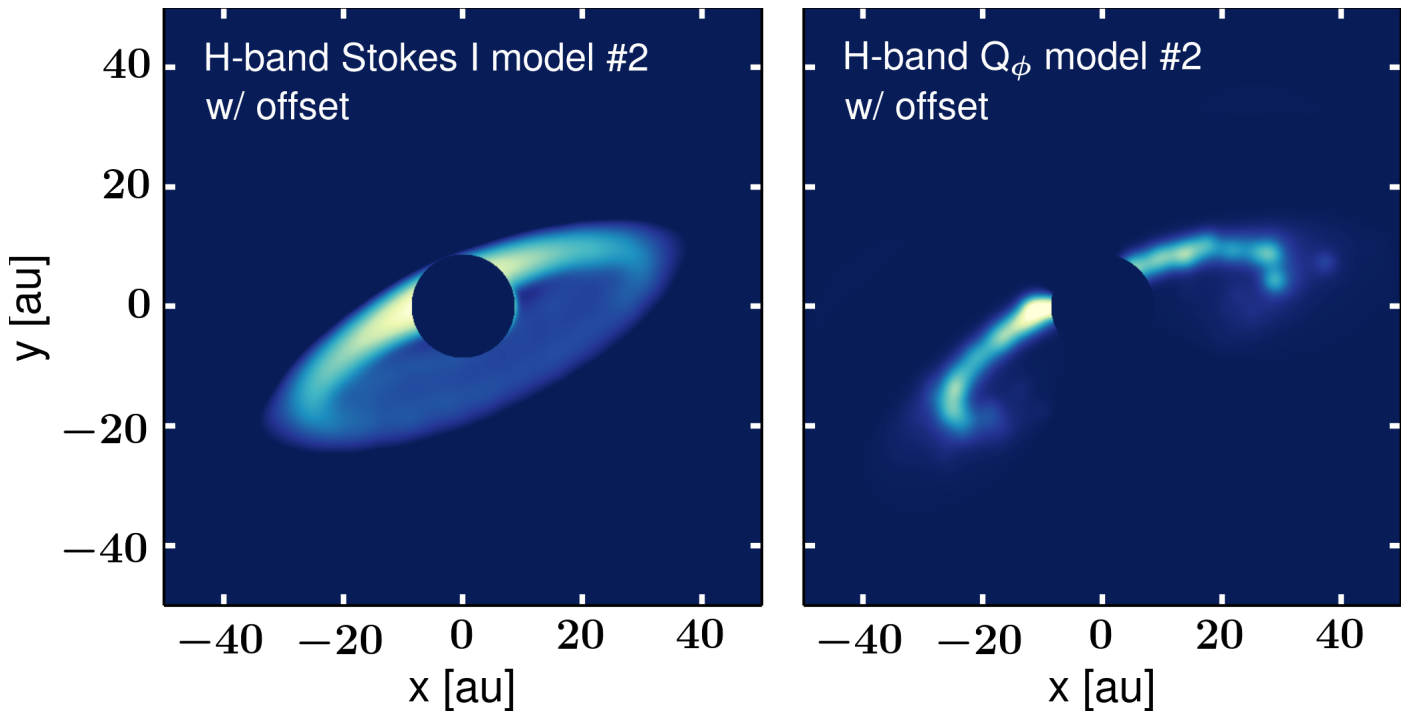 H-band Stokes I model #2
w/ offset
H-band Qϕ model #2
w/ offset
40
20
0
−20
−40
y [au]
−40 −20 0 20 40
−40 −20 0 20 40
x [au]
x [au]